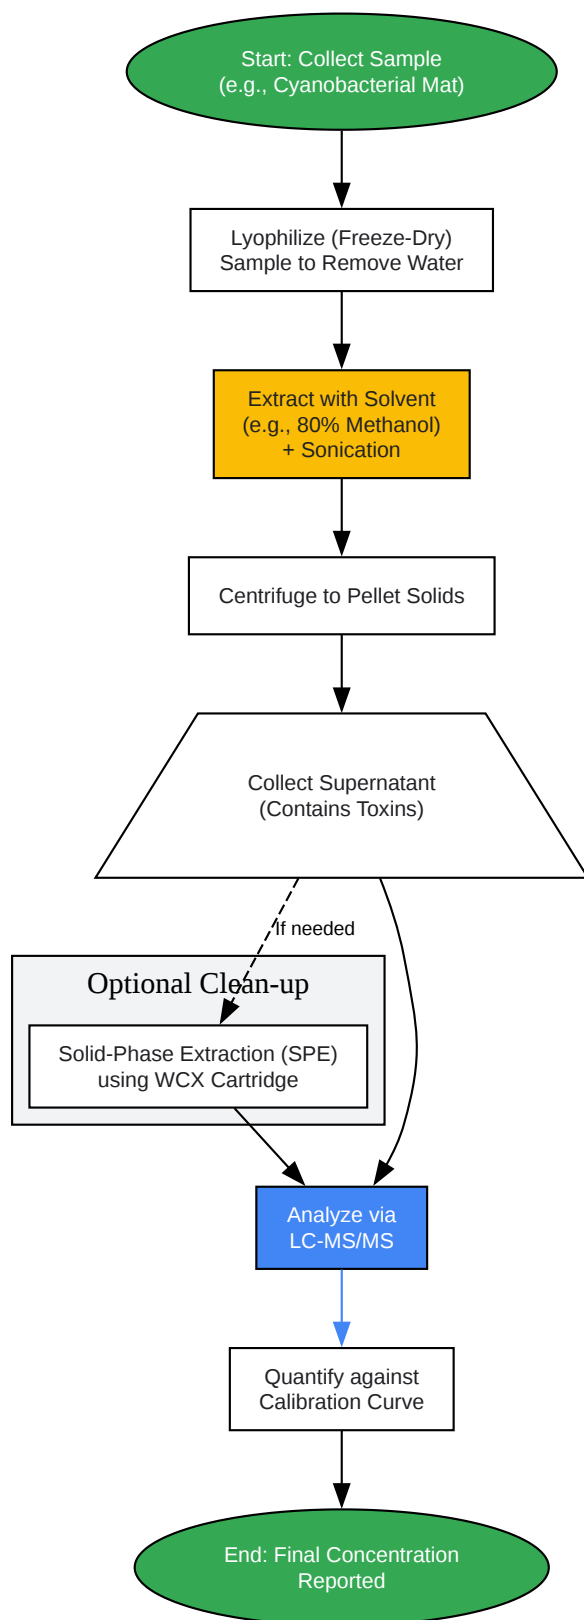 Start: Collect Sample
(e.g., Cyanobacterial Mat)
Lyophilize (Freeze-Dry)
Sample to Remove Water
Extract with Solvent
(e.g., 80% Methanol)
+ Sonication
Centrifuge to Pellet Solids
Collect Supernatant
(Contains Toxins)
If needed
Optional Clean-up
Solid-Phase Extraction (SPE)
using WCX Cartridge
Analyze via
LC-MS/MS
Quantify against
Calibration Curve
End: Final Concentration
Reported